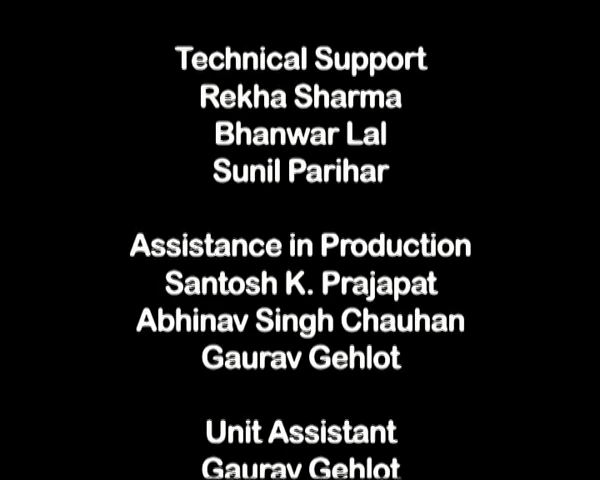 Technical Support
Rekha Sharma
Bhanwar Lal
Sunil Parihar
Assistance in Production
Santosh K. Prajapat
Abhinav Singh Chauhan
Gaurav Gehlot
Unit Assistant
Gaurav Gehlot